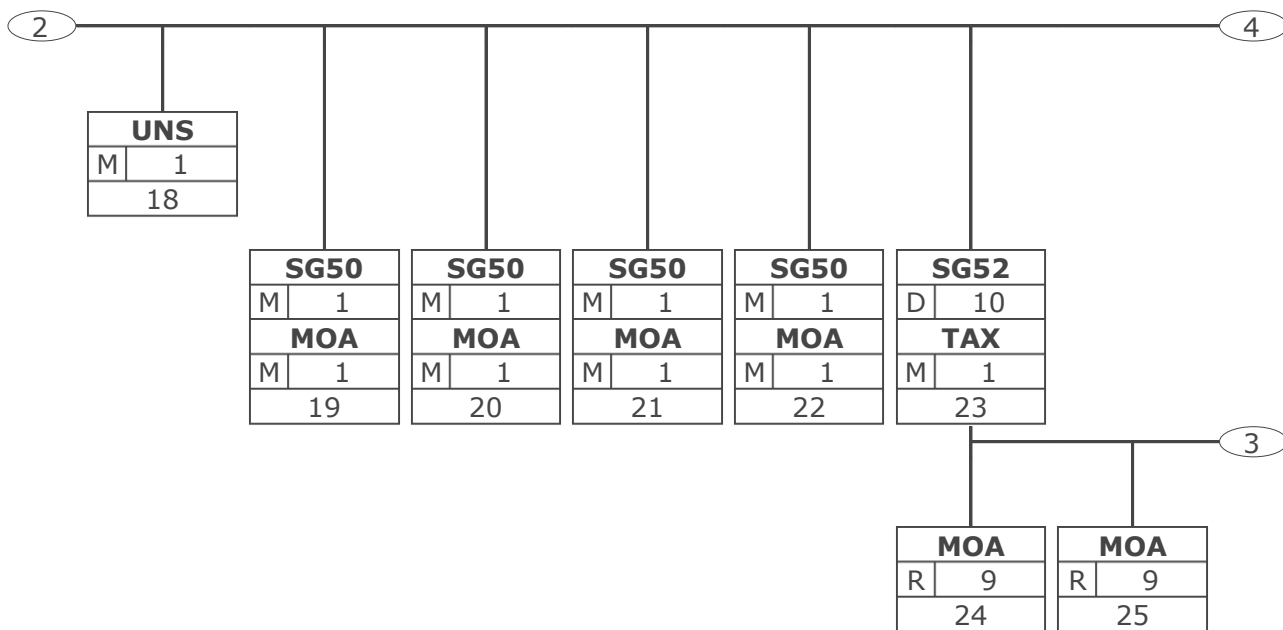 2 4
UNS
M 1
18
SG50 SG50 SG50 SG50 SG52
M 1 M 1 M 1 M 1 D 10
MOA MOA MOA MOA TAX
M 1 M 1 M 1 M 1 M 1
19 20 21 22 23
3
MOA MOA
R 9 R 9
24 25